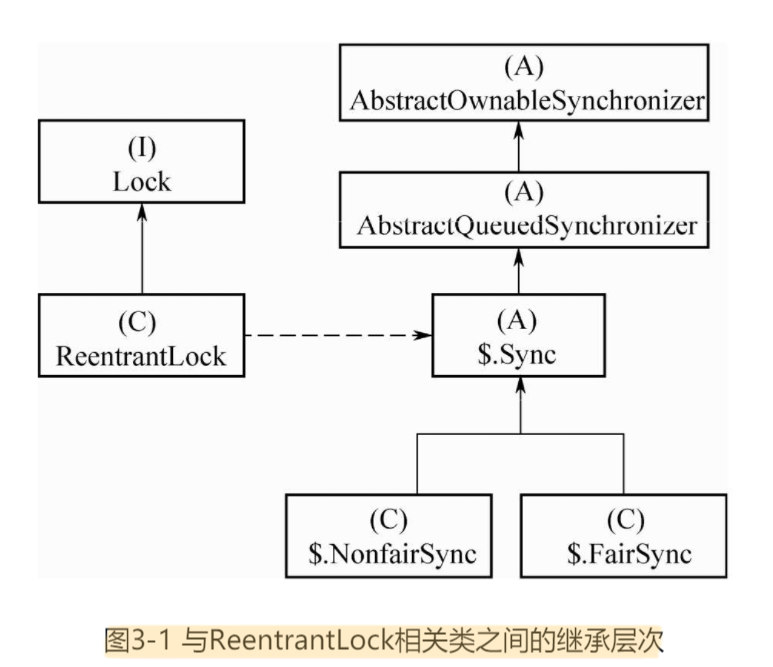 (A)
AbstractOwnableSynchronizer
(I)
Lock
(A)
AbstractQueuedSynchronizer
(C)
ReentrantLock
(A)
$.Sync
(C)
$.NonfairSync
(C)
$.FairSync
图3-1 与ReentrantLock相关类之间的继承层次